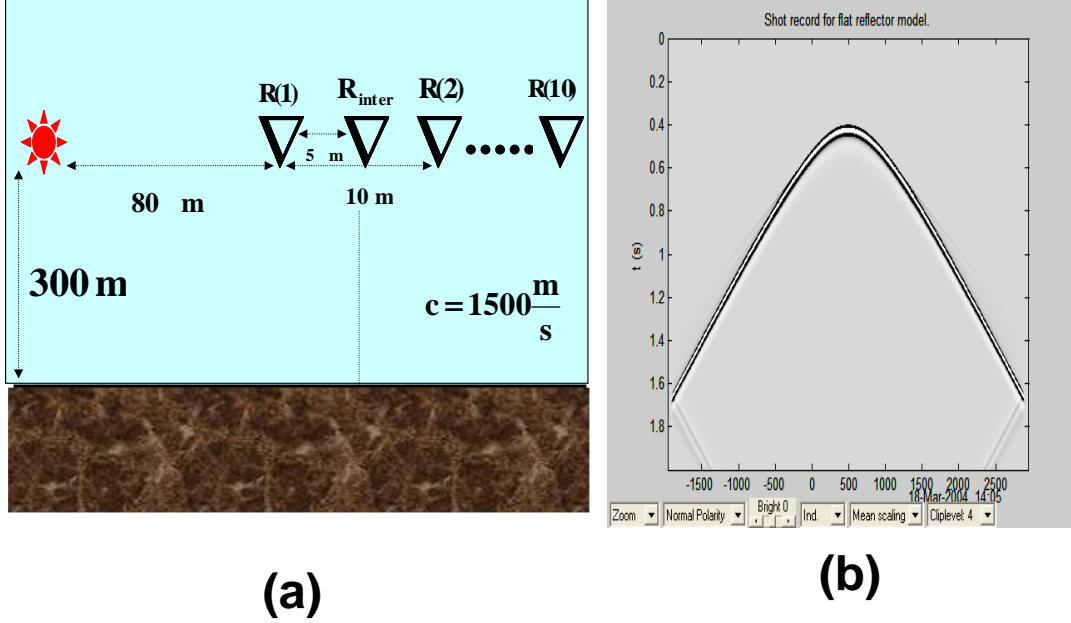 R(1) R inter R(2) R(10)
5 m
80 m
10 m
300 m
c = 1500 m/s
(a)
Shot record for flat reflector model.
0
0.2
0.4
0.6
0.8
1
1.2
1.4
1.6
1.8
t (s)
-1500 -1000 -500 0 500 1000 1500 2000 2500
18-Mar-2004 14:05
Zoom Normal Polarity Bright 0 Ind. Mean scaling Cliplevel: 4
(b)